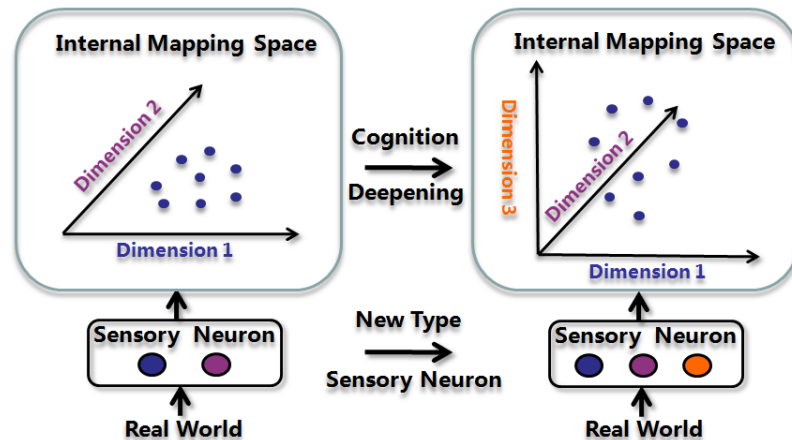 Internal Mapping Space
Dimension 2
Dimension 1
Sensory Neuron
Real World
Cognition
Deepening
New Type
Sensory Neuron
Internal Mapping Space
Dimension 3
Dimension 2
Dimension 1
Sensory Neuron
Real World